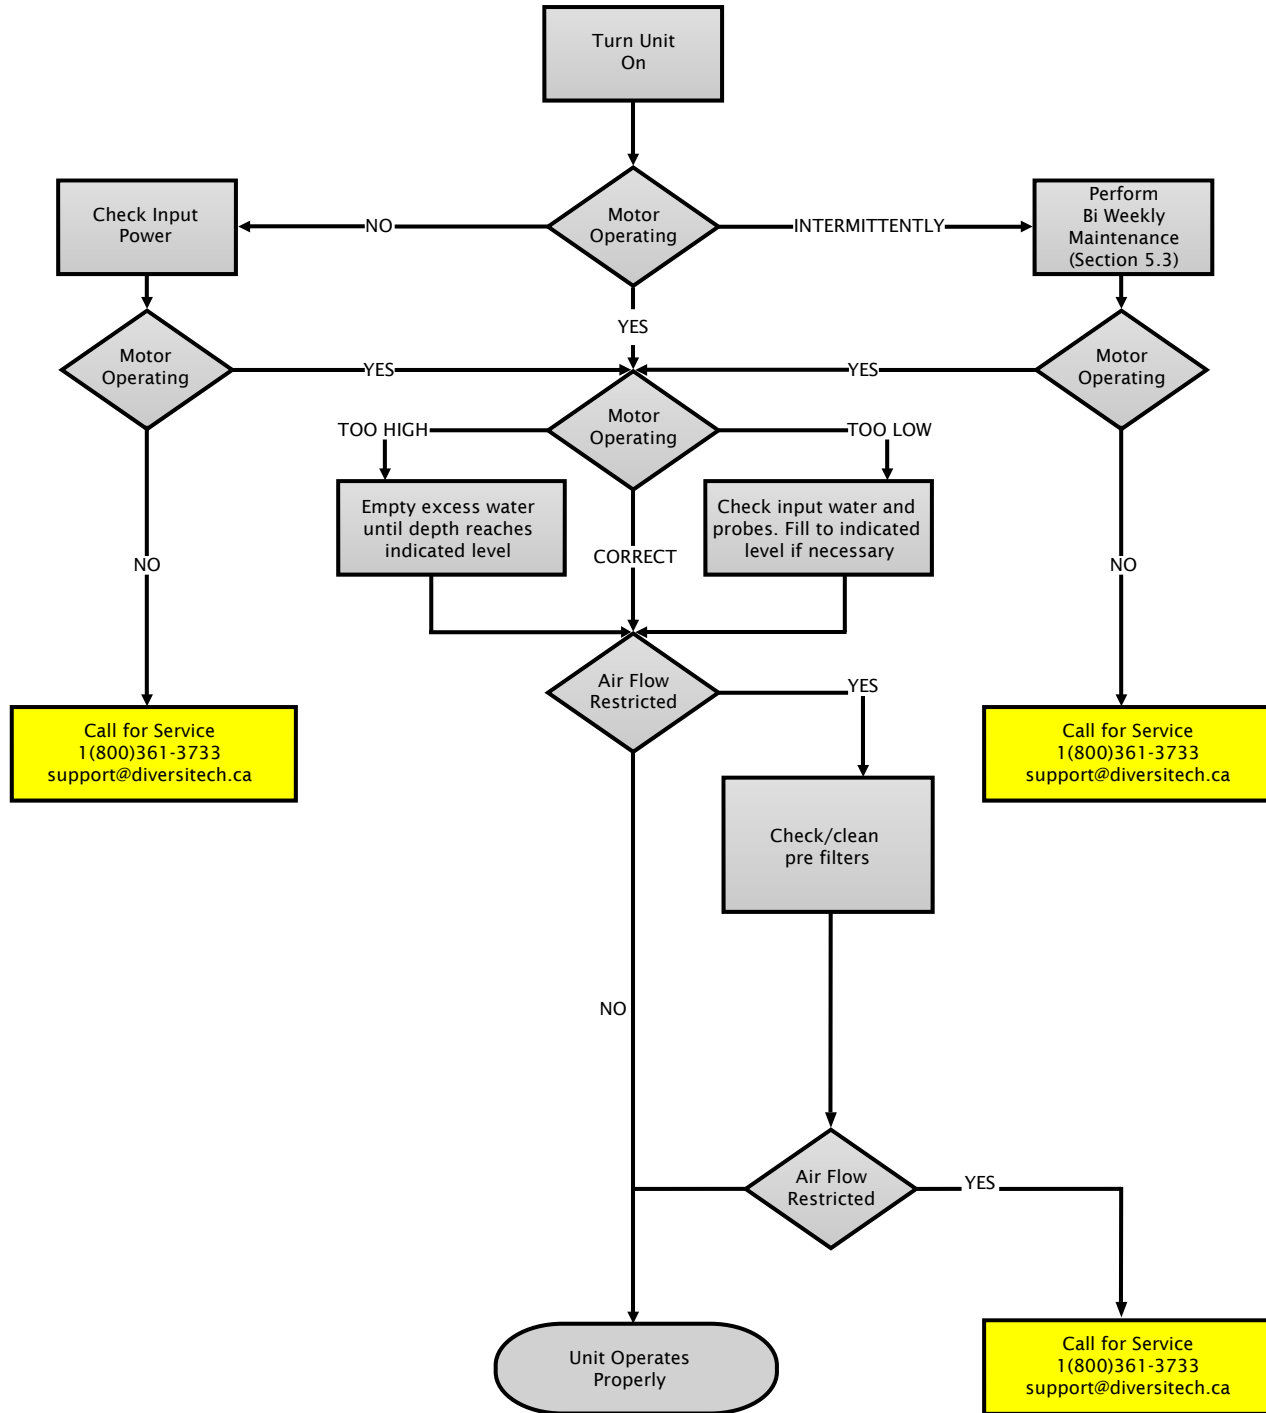 Turn Unit
On
Check Input
Power
NO
Motor
Operating
INTERMITTENTLY
Perform
Bi Weekly
Maintenance
(Section 5.3)
YES
Motor
Operating
YES
YES
Motor
Operating
Motor
Operating
TOO HIGH
TOO LOW
Empty excess water
until depth reaches
indicated level
CORRECT
Check input water and
probes. Fill to indicated
level if necessary
NO
NO
Air Flow
Restricted
YES
Call for Service
1(800)361-3733
support@diversitech.ca
Call for Service
1(800)361-3733
support@diversitech.ca
Check/clean
pre filters
NO
Air Flow
Restricted
YES
Unit Operates
Properly
Call for Service
1(800)361-3733
support@diversitech.ca